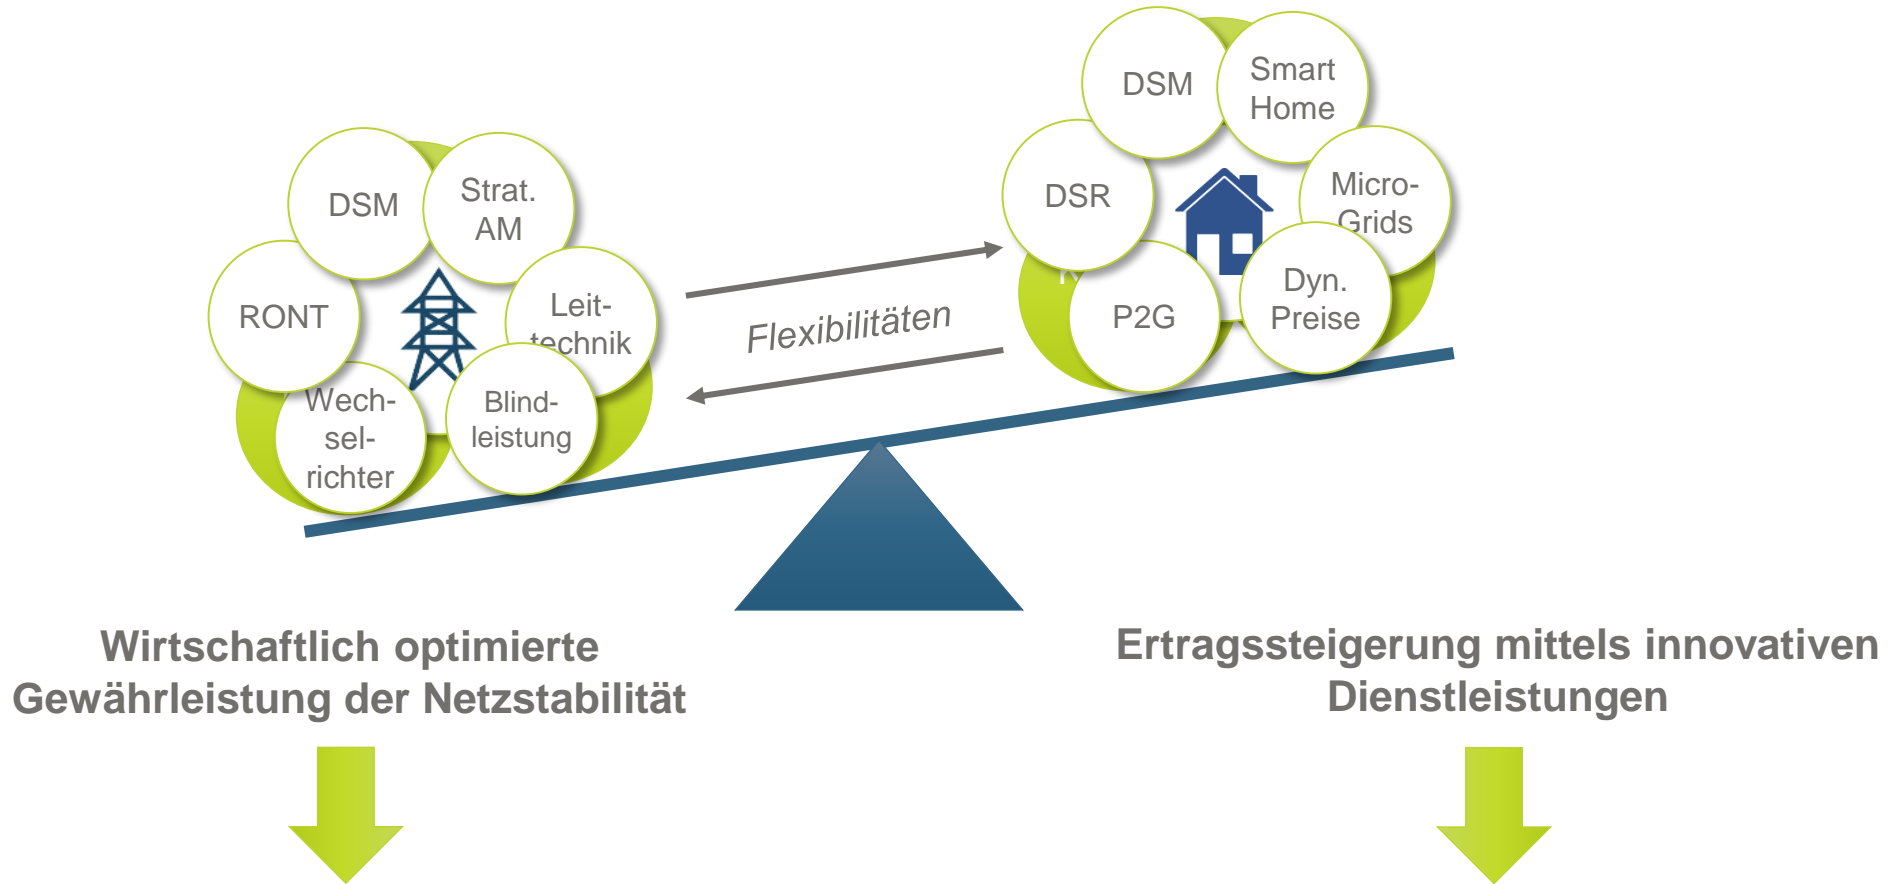 DSM
Strat.
AM
RONT
Leit-
technik
Wech-
sel-
richter
Blind-
leistung
Flexibilitäten
DSM
Smart
Home
DSR
Micro-
Grids
P2G
Dyn.
Preise
Wirtschaftlich optimierte
Gewährleistung der Netzstabilität
Ertragssteigerung mittels innovativen
Dienstleistungen